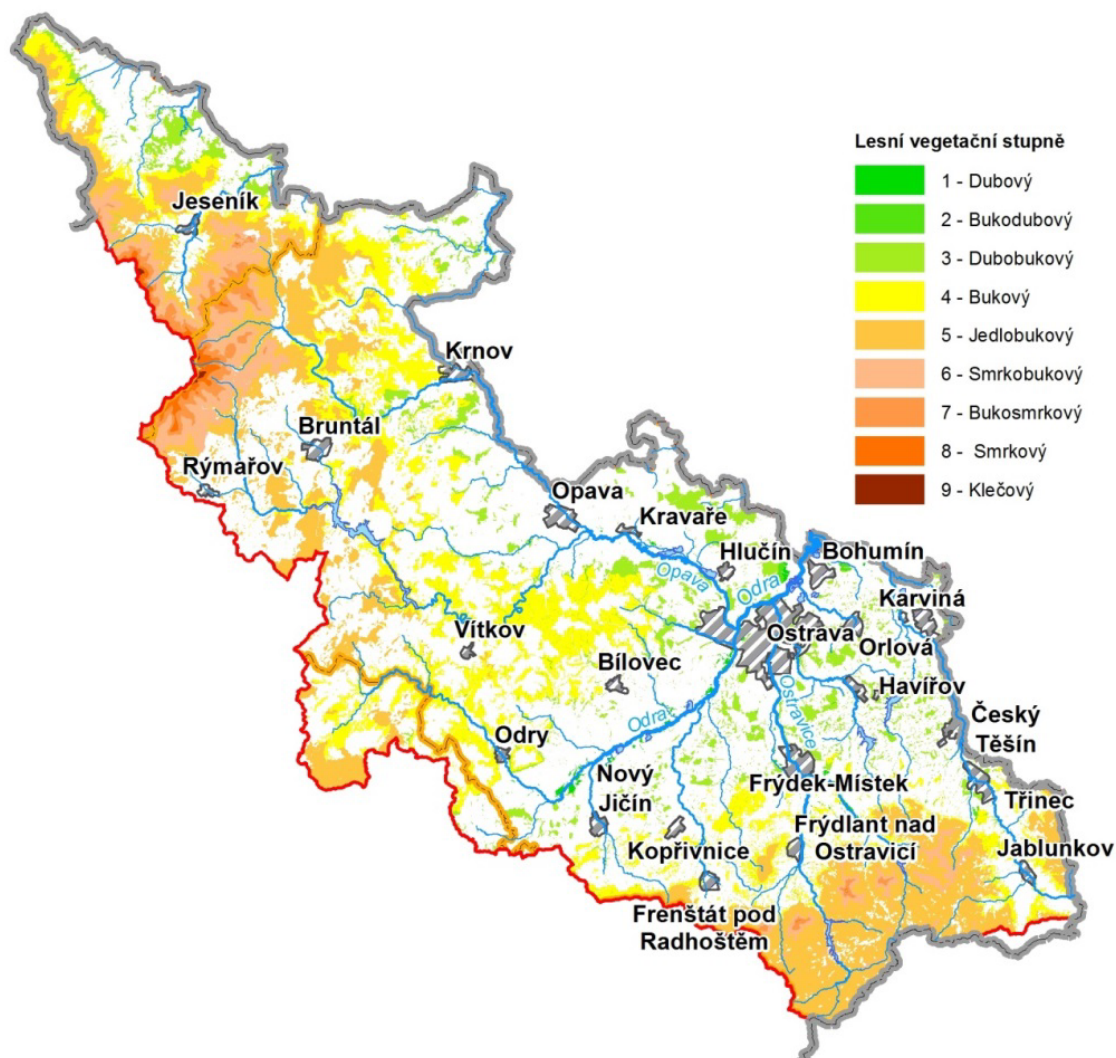 Lesní vegetační stupně
1 - Dubový
2 - Bukodubový
3 - Dubobukový
4 - Bukový
5 - Jedlobukový
6 - Smrkobukový
7 - Bukosmrkový
8 - Smrkový
9 - Klečový
Jeseník
Krnov
Bruntál
Rýmařov
Opava
Kravaře
Hlučín
Bohumín
Opava
Odra
Karviná
Ostrava
Orlová
Vítkov
Bílovec
Havířov
Ostravice
Odra
Český
Těšín
Odry
Nový
Jičín
Frýdek-Místek
Třinec
Kopřivnice
Frýdlant nad
Ostravicí
Jablunkov
Frenštát pod
Radhoštěm